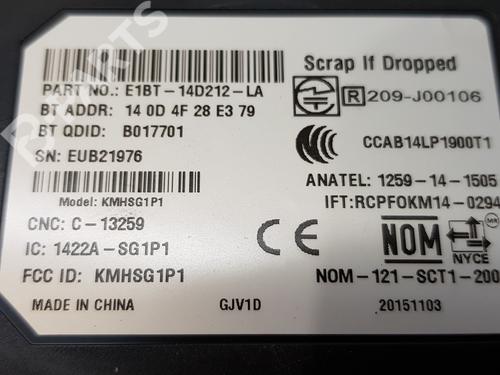 B PARTS
Scrap If Dropped
PART NO.: E1BT-14D212-LA
R 209-J00106
BT ADDR: 14 0D 4F 28 E3 79
BT QDID: B017701
CCAB14LP1900T1
SN: EUB21976
ANATEL: 1259-14-1505
Model: KMHSG1P1
IFT:RCPFOKM14-0294
CNC: C-13259
CE
NOM
NYCE
MR
IC: 1422A-SG1P1
FCC ID: KMHSG1P1
NOM-121-SCT1-200
MADE IN CHINA
GJV1D
20151103